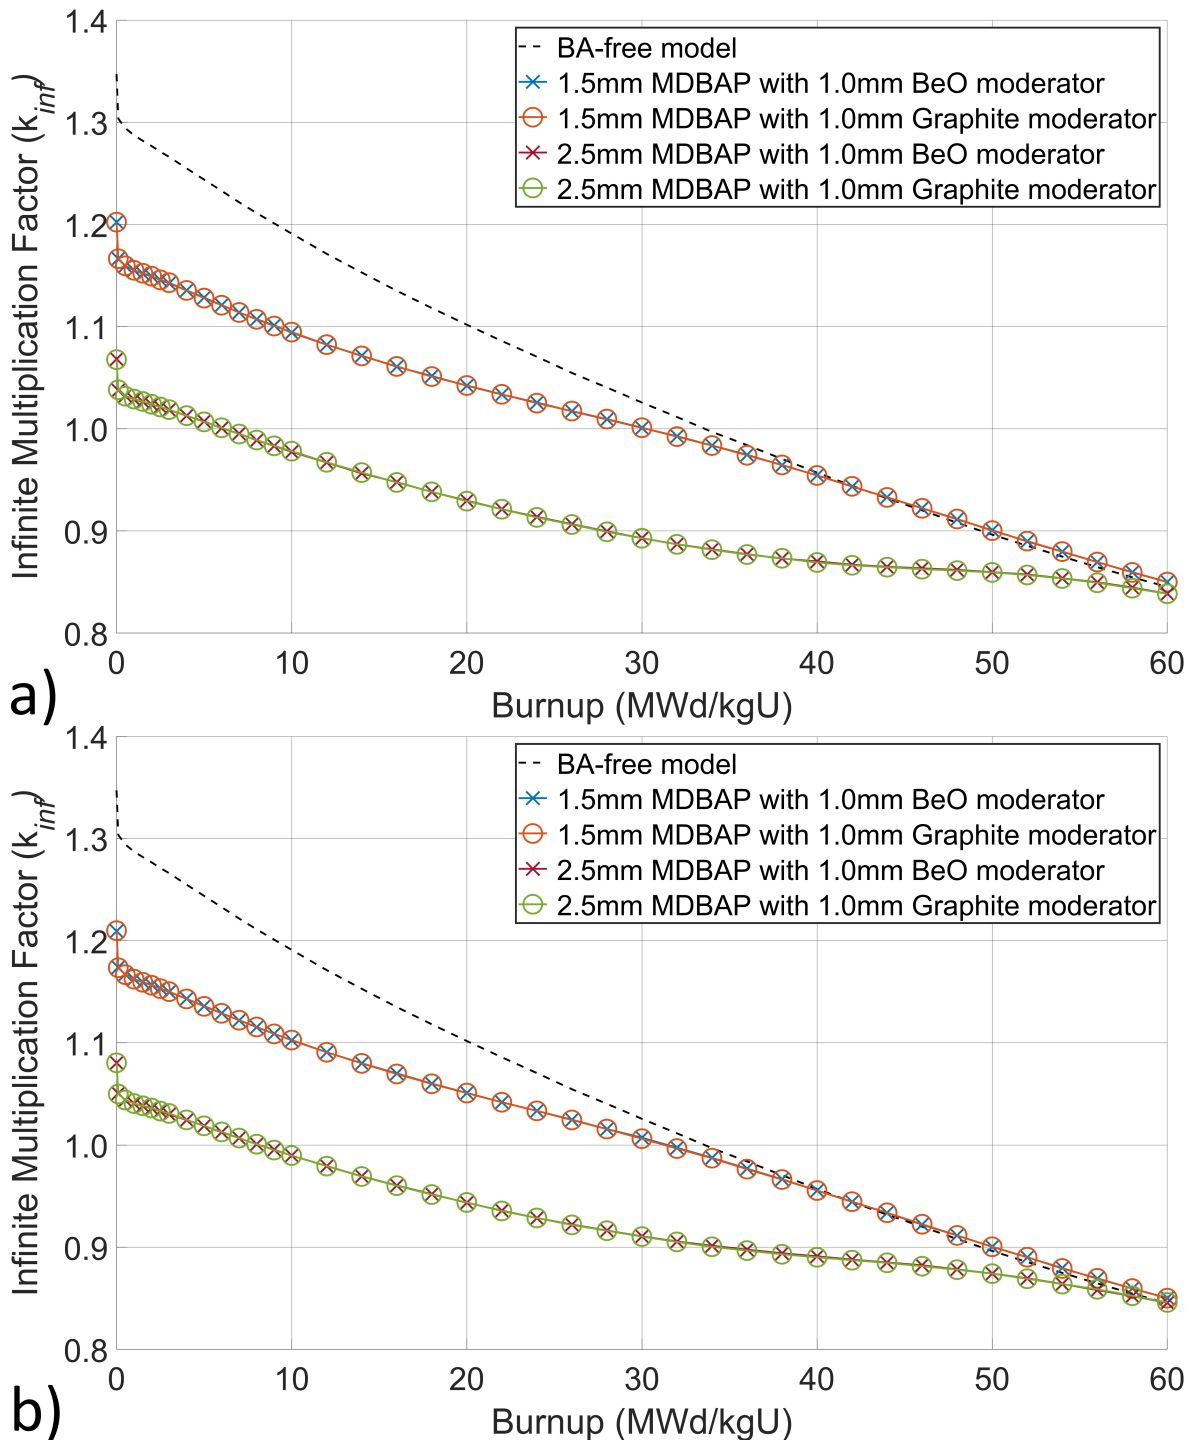 1.4
1.3
1.2
1.1
1.0
0.9
0.8
Infinite Multiplication Factor (k_inf)
BA-free model
1.5mm MDBAP with 1.0mm BeO moderator
1.5mm MDBAP with 1.0mm Graphite moderator
2.5mm MDBAP with 1.0mm BeO moderator
2.5mm MDBAP with 1.0mm Graphite moderator
0 10 20 30 40 50 60
Burnup (MWd/kgU)
a)
1.4
1.3
1.2
1.1
1.0
0.9
0.8
Infinite Multiplication Factor (k_inf)
BA-free model
1.5mm MDBAP with 1.0mm BeO moderator
1.5mm MDBAP with 1.0mm Graphite moderator
2.5mm MDBAP with 1.0mm BeO moderator
2.5mm MDBAP with 1.0mm Graphite moderator
0 10 20 30 40 50 60
Burnup (MWd/kgU)
b)